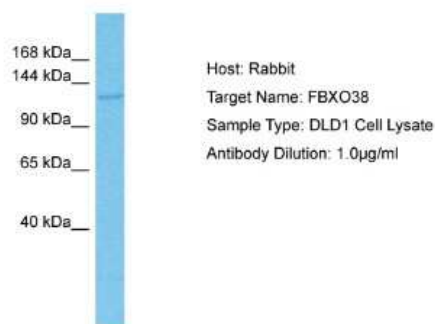 168 kDa
144 kDa
90 kDa
65 kDa
40 kDa
Host: Rabbit
Target Name: FBXO38
Sample Type: DLD1 Cell Lysate
Antibody Dilution: 1.0µg/ml